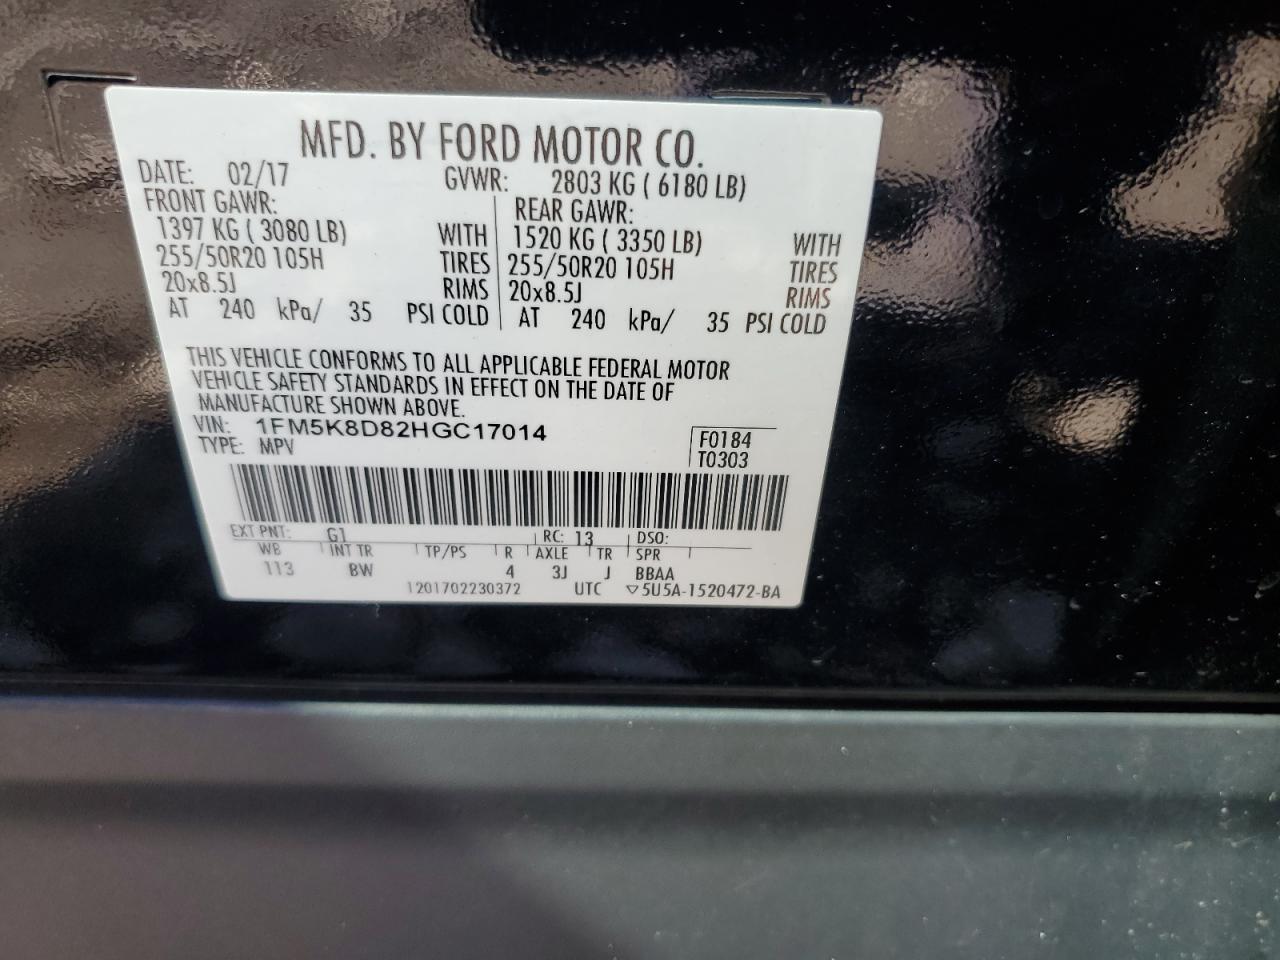 MFD. BY FORD MOTOR CO.
DATE: 02/17 GVWR: 2803 KG ( 6180 LB)
FRONT GAWR: REAR GAWR:
1397 KG ( 3080 LB) WITH 1520 KG ( 3350 LB) WITH
255/50R20 105H TIRES 255/50R20 105H TIRES
20x8.5J RIMS 20x8.5J RIMS
AT 240 kPa/ 35 PSI COLD AT 240 kPa/ 35 PSI COLD
THIS VEHICLE CONFORMS TO ALL APPLICABLE FEDERAL MOTOR
VEHICLE SAFETY STANDARDS IN EFFECT ON THE DATE OF
MANUFACTURE SHOWN ABOVE.
VIN: 1FM5K8D82HGC17014
TYPE: MPV
F0184
T0303
EXT PNT: G1 RC: 13 DSO:
WB INT TR TP/PS R AXLE TR SPR
113 BW 4 3J J BBAA
1201702230372 UTC ▽5U5A-1520472-BA